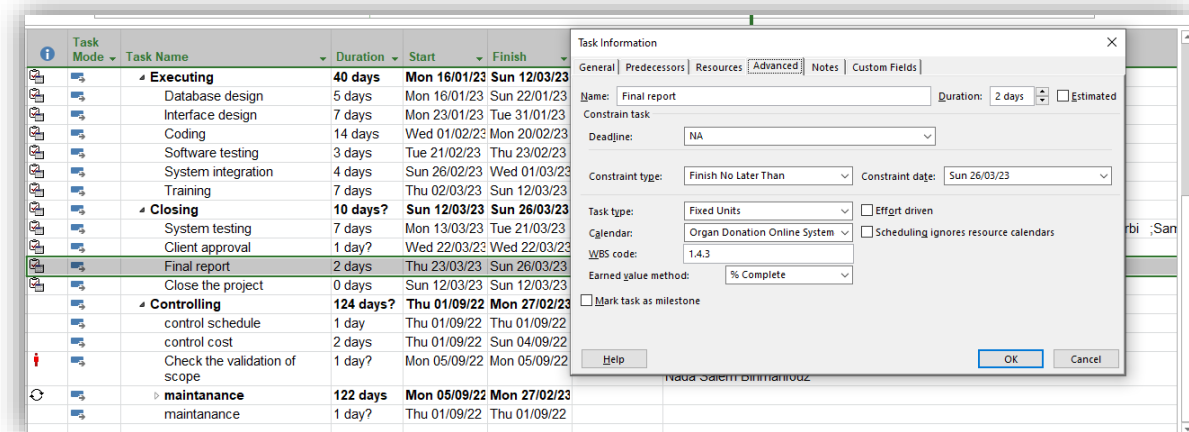 Task Mode Task Name Duration Start Finish
Executing 40 days Mon 16/01/23 Sun 12/03/23
Database design 5 days Mon 16/01/23 Sun 22/01/23
Interface design 7 days Mon 23/01/23 Tue 31/01/23
Coding 14 days Wed 01/02/23 Mon 20/02/23
Software testing 3 days Tue 21/02/23 Thu 23/02/23
System integration 4 days Sun 26/02/23 Wed 01/03/23
Training 7 days Thu 02/03/23 Sun 12/03/23
Closing 10 days? Sun 12/03/23 Sun 26/03/23
System testing 7 days Mon 13/03/23 Tue 21/03/23
Client approval 1 day? Wed 22/03/23 Wed 22/03/23
Final report 2 days Thu 23/03/23 Sun 26/03/23
Close the project 0 days Sun 12/03/23 Sun 12/03/23
Controlling 124 days? Thu 01/09/22 Mon 27/02/23
control schedule 1 day Thu 01/09/22 Thu 01/09/22
control cost 2 days Thu 01/09/22 Sun 04/09/22
Check the validation of 1 day? Mon 05/09/22 Mon 05/09/22
scope
maintanance 122 days Mon 05/09/22 Mon 27/02/23
maintanance 1 day? Thu 01/09/22 Thu 01/09/22
Task Information
General Predecessors Resources Advanced Notes Custom Fields
Name: Final report Duration: 2 days Estimated
Constrain task
Deadline: NA
Constraint type: Finish No Later Than Constraint date: Sun 26/03/23
Task type: Fixed Units Effort driven
Calendar: Organ Donation Online System Scheduling ignores resource calendars
WBS code: 1.4.3
Earned value method: % Complete
Mark task as milestone
Help OK Cancel
rbi ;Sam
Nada Salem Binmahfouz